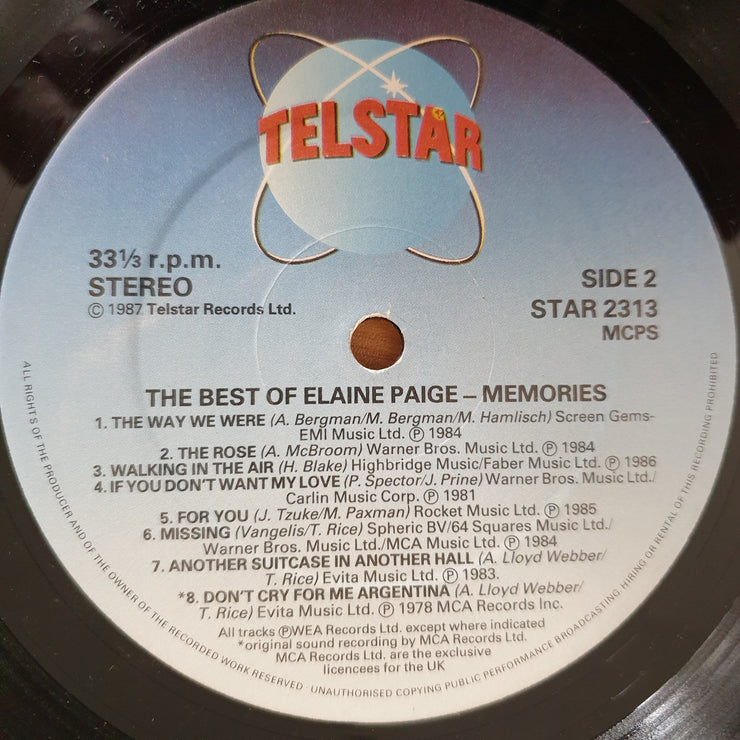 TELSTAR
33⅓ r.p.m.
STEREO
℗ 1987 Telstar Records Ltd.
SIDE 2
STAR 2313
MCPS
THE BEST OF ELAINE PAIGE – MEMORIES
1. THE WAY WE WERE (A. Bergman/M. Bergman/M. Hamlisch) Screen Gems-
EMI Music Ltd. ℗ 1984
2. THE ROSE (A. McBroom) Warner Bros. Music Ltd. ℗ 1984
3. WALKING IN THE AIR (H. Blake) Highbridge Music/Faber Music Ltd. ℗ 1986
4. IF YOU DON'T WANT MY LOVE (P. Spector/J. Prine) Warner Bros. Music Ltd./
Carlin Music Corp. ℗ 1981
5. FOR YOU (J. Tzuke/M. Paxman) Rocket Music Ltd. ℗ 1985
6. MISSING (Vangelis/T. Rice) Spheric BV/64 Squares Music Ltd./
Warner Bros. Music Ltd./MCA Music Ltd. ℗ 1984
7. ANOTHER SUITCASE IN ANOTHER HALL (A. Lloyd Webber/
T. Rice) Evita Music Ltd. ℗ 1983.
*8. DON'T CRY FOR ME ARGENTINA (A. Lloyd Webber/
T. Rice) Evita Music Ltd. ℗ 1978 MCA Records Inc.
All tracks ℗WEA Records Ltd. except where indicated
*original sound recording by MCA Records Ltd.
MCA Records Ltd. are the exclusive
licencees for the UK
ALL RIGHTS OF THE PRODUCER AND OF THE OWNER OF THE RECORDED WORK RESERVED · UNAUTHORISED COPYING PUBLIC PERFORMANCE BROADCASTING HIRING OR RENTAL OF THIS RECORDING PROHIBITED